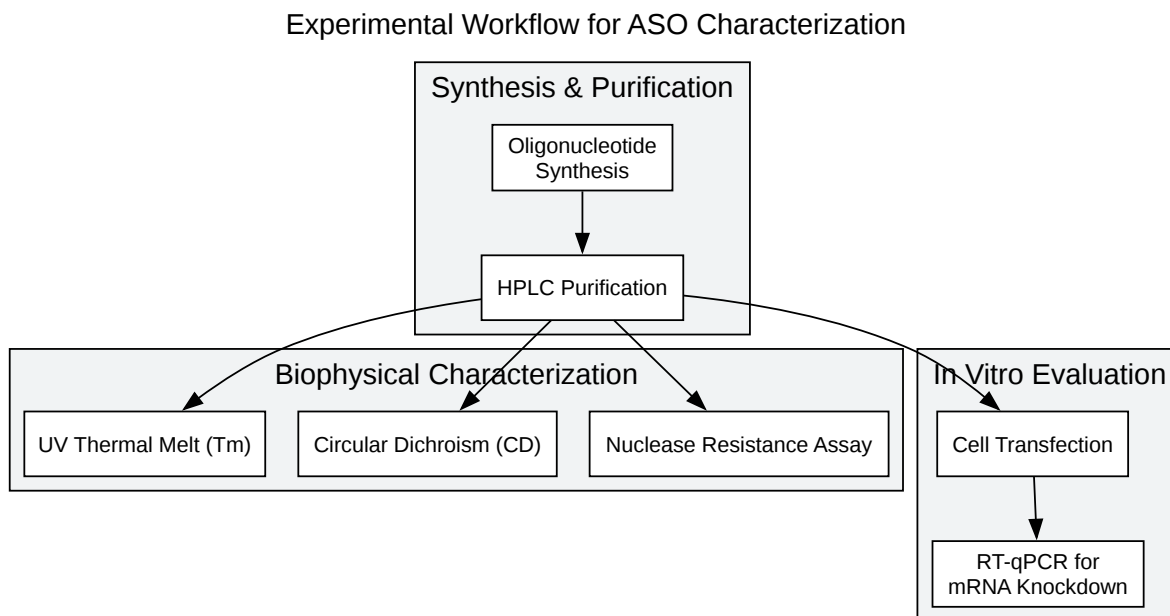 Experimental Workflow for ASO Characterization
Synthesis & Purification
Oligonucleotide
Synthesis
HPLC Purification
Biophysical Characterization
UV Thermal Melt (Tm)
Circular Dichroism (CD)
Nuclease Resistance Assay
In Vitro Evaluation
Cell Transfection
RT-qPCR for
mRNA Knockdown